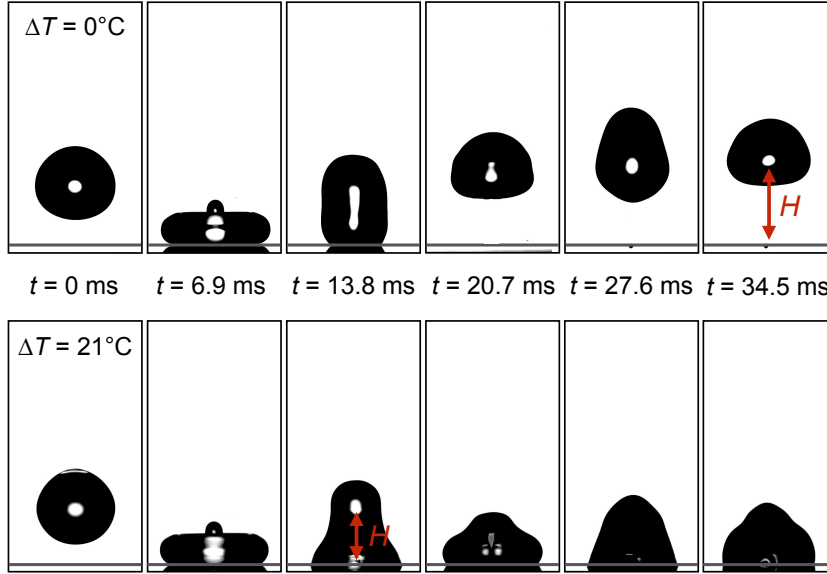 ΔT = 0°C
H
t = 0 ms t = 6.9 ms t = 13.8 ms t = 20.7 ms t = 27.6 ms t = 34.5 ms
ΔT = 21°C
H